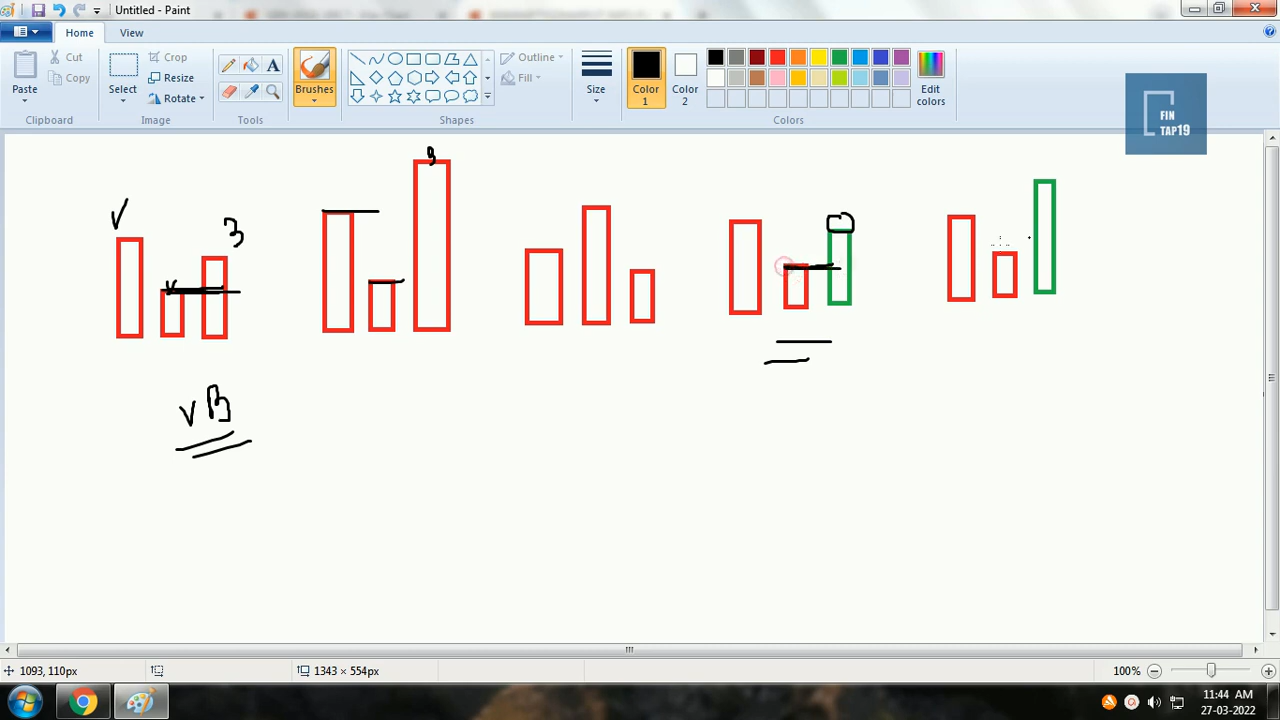 Untitled - Paint
Home
View
Paste
Cut
Copy
Clipboard
Select
Crop
Resize
Rotate
Image
A
Tools
Brushes
Outline
Fill
Shapes
Size
Color 1
Color 2
Edit colors
Colors
FIN
TAP19
3
9
v B
1093, 110px
1343 × 554px
100%
11:44 AM
27-03-2022